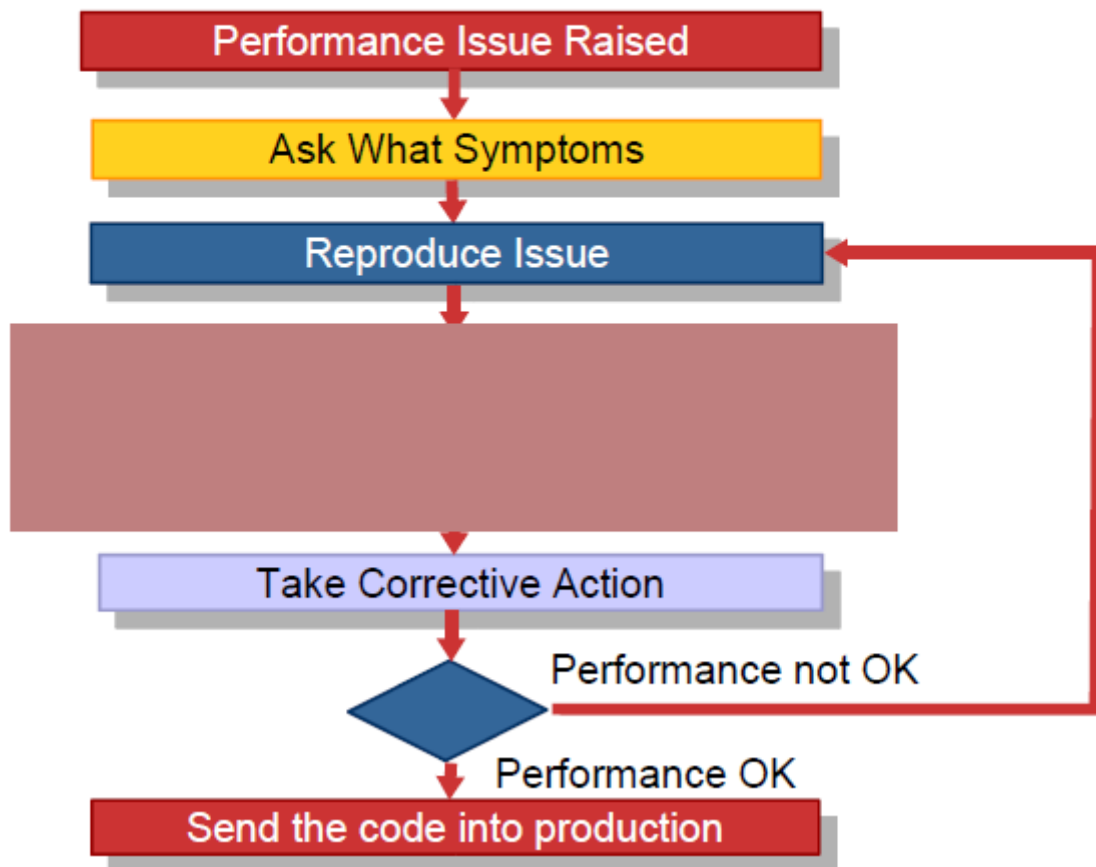 Performance Issue Raised
Ask What Symptoms
Reproduce Issue
Take Corrective Action
Performance not OK
Performance OK
Send the code into production